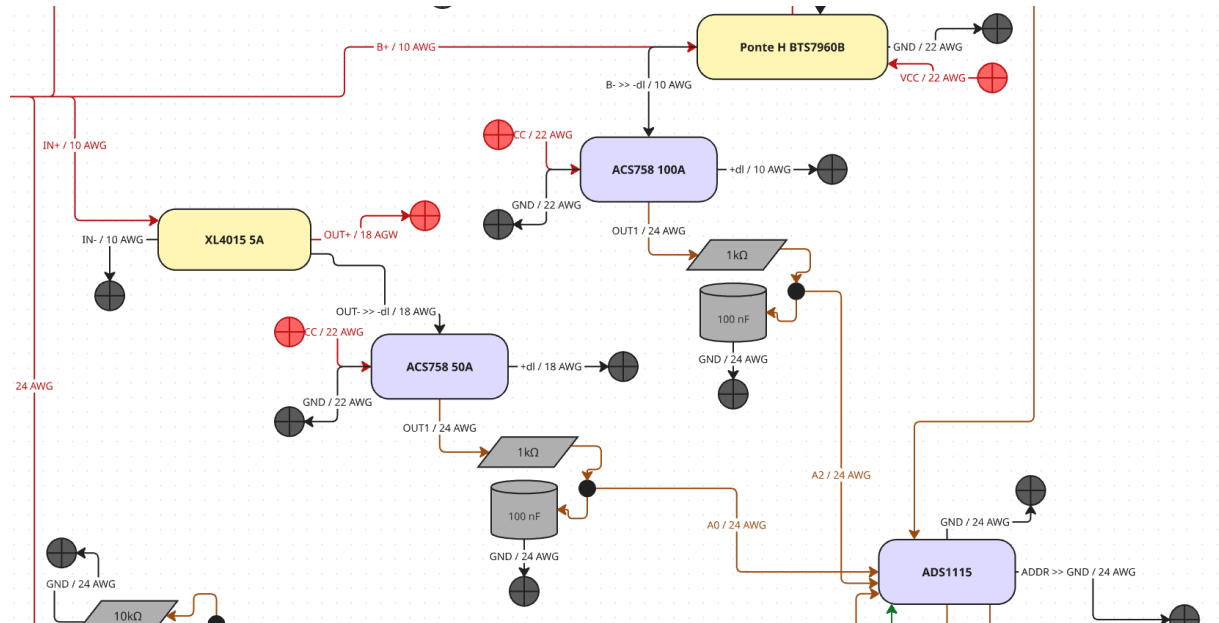 Ponte H BTS7960B
B+ / 10 AWG
GND / 22 AWG
VCC / 22 AWG
B- >> -dl / 10 AWG
CC / 22 AWG
IN+ / 10 AWG
ACS758 100A
+dl / 10 AWG
GND / 22 AWG
OUT1 / 24 AWG
XL4015 5A
IN- / 10 AWG
OUT+ / 18 AGW
1kΩ
100 nF
OUT- >> -dl / 18 AWG
CC / 22 AWG
GND / 24 AWG
ACS758 50A
+dl / 18 AWG
24 AWG
GND / 22 AWG
OUT1 / 24 AWG
1kΩ
A2 / 24 AWG
100 nF
A0 / 24 AWG
GND / 24 AWG
GND / 24 AWG
ADS1115
ADDR >> GND / 24 AWG
GND / 24 AWG
10kΩ